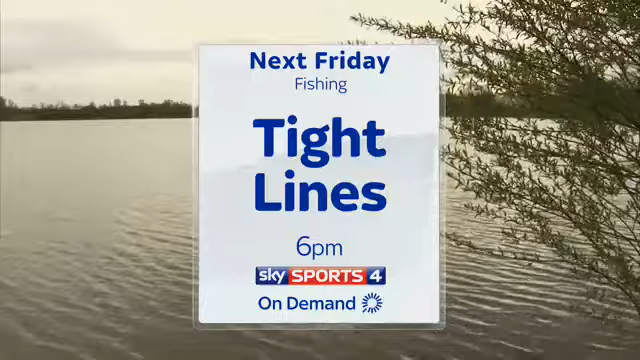 Next Friday
Fishing
Tight
Lines
6pm
sky SPORTS 4
On Demand